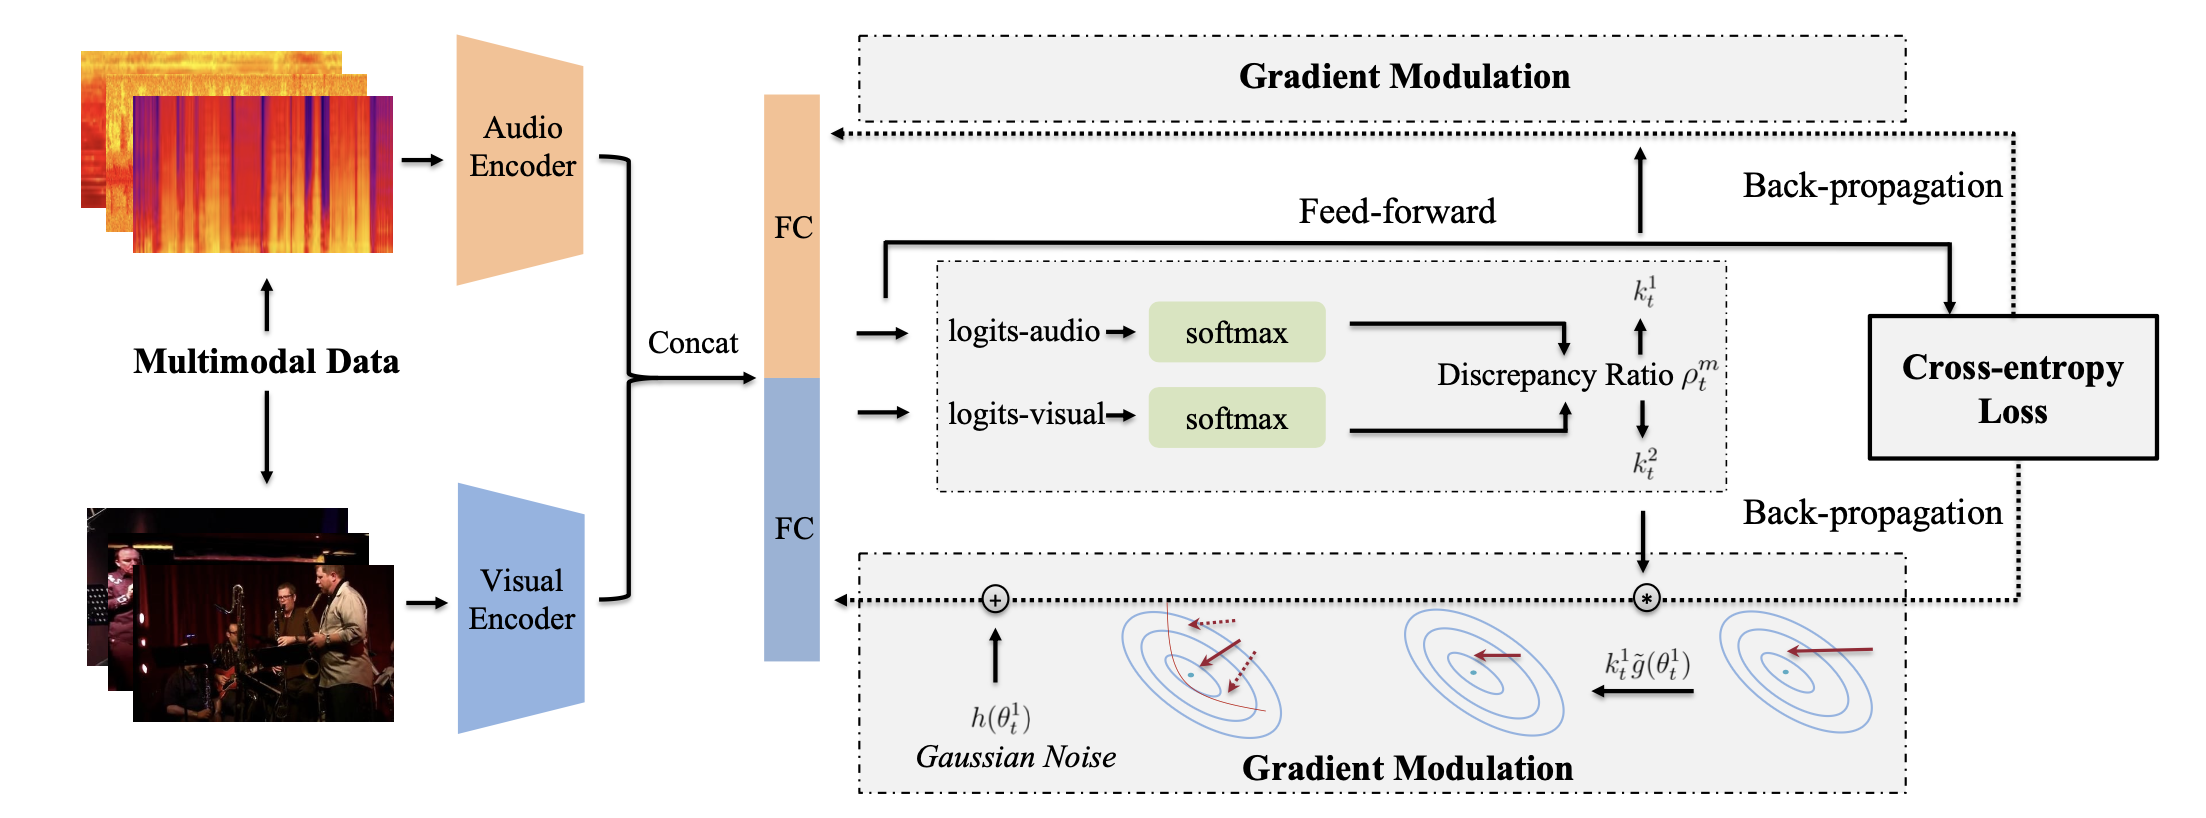 Gradient Modulation
Audio
Encoder
Back-propagation
Feed-forward
FC
$k_t^1$
logits-audio
softmax
Concat
Multimodal Data
Discrepancy Ratio $\rho_t^m$
Cross-entropy
Loss
logits-visual
softmax
$k_t^2$
Back-propagation
FC
Visual
Encoder
+
*
$k_t^1 \tilde{g}(\theta_t^1)$
$h(\theta_t^1)$
Gaussian Noise
Gradient Modulation